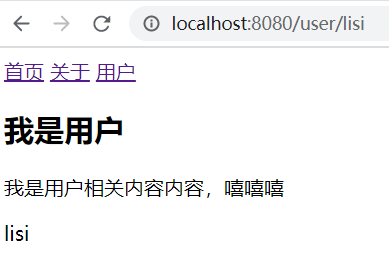 localhost:8080/user/lisi
首页 关于 用户
我是用户
我是用户相关内容内容，嘻嘻嘻
lisi